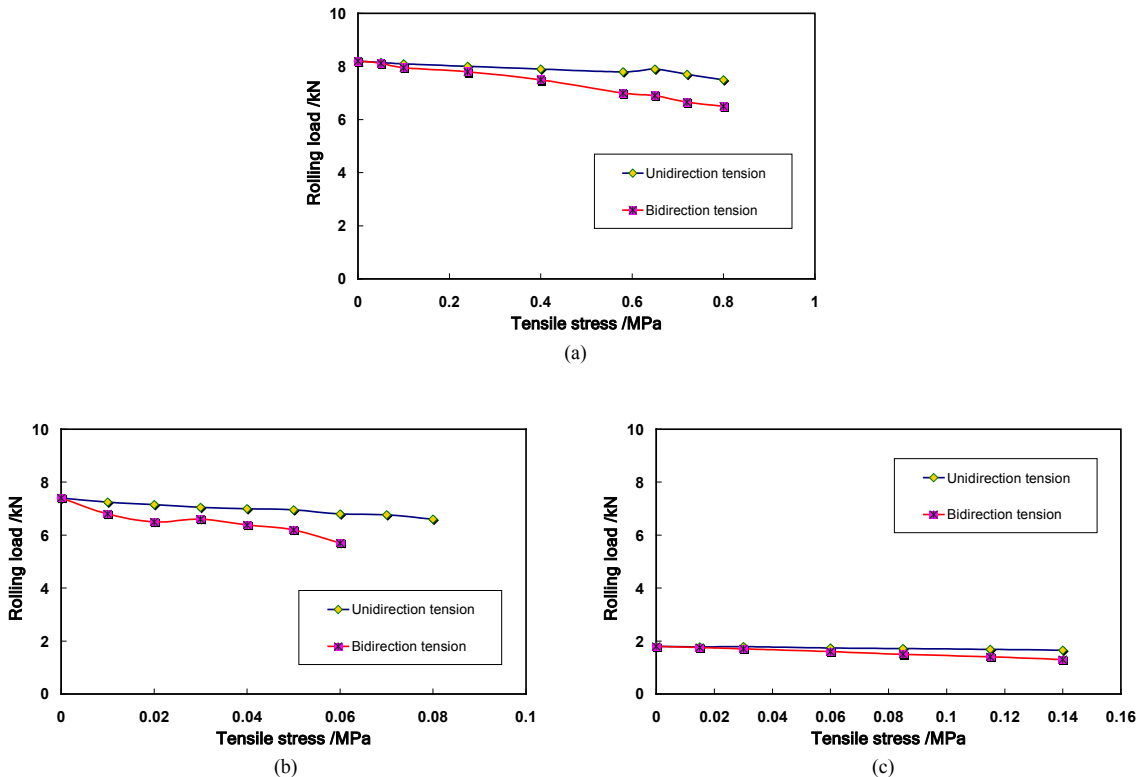 10
8
6
4
2
0
Rolling load /kN
Unidirection tension
Bidirection tension
0 0.2 0.4 0.6 0.8 1
Tensile stress /MPa
(a)
10
8
6
4
2
0
Rolling load /kN
Unidirection tension
Bidirection tension
0 0.02 0.04 0.06 0.08 0.1
Tensile stress /MPa
(b)
10
8
6
4
2
0
Rolling load /kN
Unidirection tension
Bidirection tension
0 0.02 0.04 0.06 0.08 0.1 0.12 0.14 0.16
Tensile stress /MPa
(c)